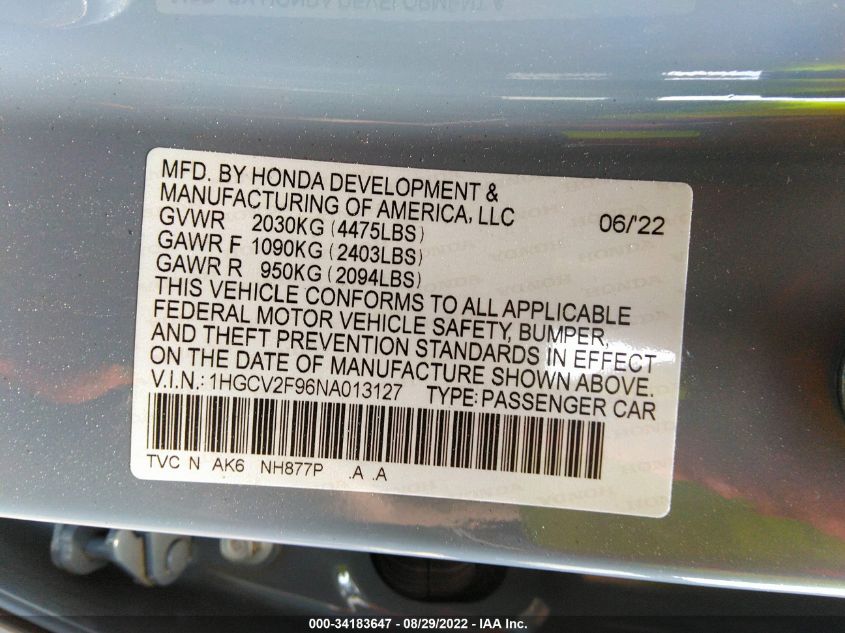 MFD. BY HONDA DEVELOPMENT &
MANUFACTURING OF AMERICA, LLC 06/'22
GVWR 2030KG (4475LBS)
GAWR F 1090KG (2403LBS)
GAWR R 950KG (2094LBS)
THIS VEHICLE CONFORMS TO ALL APPLICABLE
FEDERAL MOTOR VEHICLE SAFETY, BUMPER,
AND THEFT PREVENTION STANDARDS IN EFFECT
ON THE DATE OF MANUFACTURE SHOWN ABOVE.
V.I.N.: 1HGCV2F96NA013127 TYPE: PASSENGER CAR
TVC N AK6 NH877P .A .A
000-34183647 - 08/29/2022 - IAA Inc.